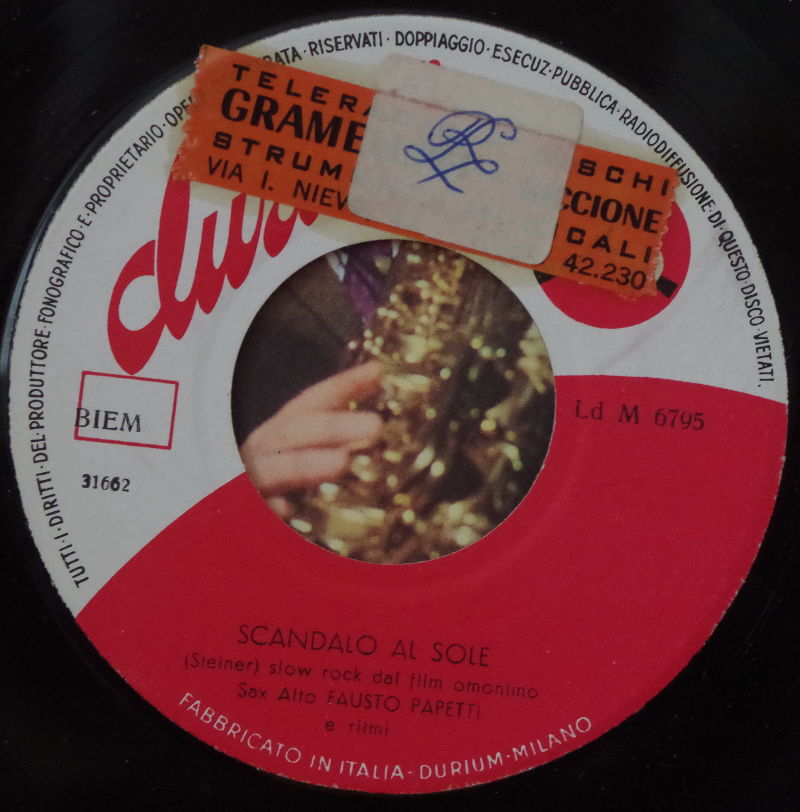 TUTTI·I·DIRITTI·DEL·PRODUTTORE·FONOGRAFICO·E·PROPRIETARIO·OPE RATA·RISERVATI·DOPPIAGGIO·ESECUZ·PUBBLICA·RADIODIFFUSIONE·DI·QUESTO·DISCO·VIETATI.
TELERA SCHI
GRAME CCIONE
STRUM CALI
VIA I. NIEV 42.230
BIEM
31662
Ld M 6795
SCANDALO AL SOLE
(Steiner) slow rock dal film omonimo
Sax Alto FAUSTO PAPETTI
e ritmi
FABBRICATO IN ITALIA·DURIUM·MILANO